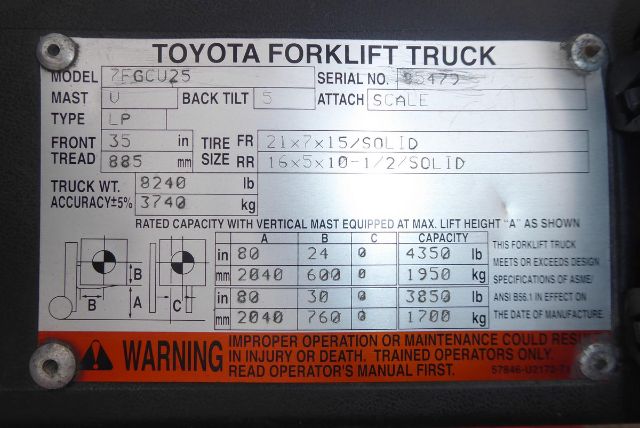 TOYOTA FORKLIFT TRUCK
MODEL 7FGCU25 SERIAL NO. 85479
MAST V BACK TILT 5 ATTACH SCALE
TYPE LP
FRONT TREAD 35 in 885 mm
TIRE SIZE FR 21x7x15/SOLID
RR 16x5x10-1/2/SOLID
TRUCK WT. 8240 lb
ACCURACY±5% 3740 kg
RATED CAPACITY WITH VERTICAL MAST EQUIPPED AT MAX. LIFT HEIGHT "A" AS SHOWN
A B C CAPACITY
in 80 24 0 4350 lb
mm 2040 600 0 1950 kg
in 80 30 0 3850 lb
mm 2040 760 0 1700 kg
B
B A C
THIS FORKLIFT TRUCK
MEETS OR EXCEEDS DESIGN
SPECIFICATIONS OF ASME/
ANSI B56.1 IN EFFECT ON
THE DATE OF MANUFACTURE.
WARNING
IMPROPER OPERATION OR MAINTENANCE COULD RESULT
IN INJURY OR DEATH. TRAINED OPERATORS ONLY.
READ OPERATOR'S MANUAL FIRST.